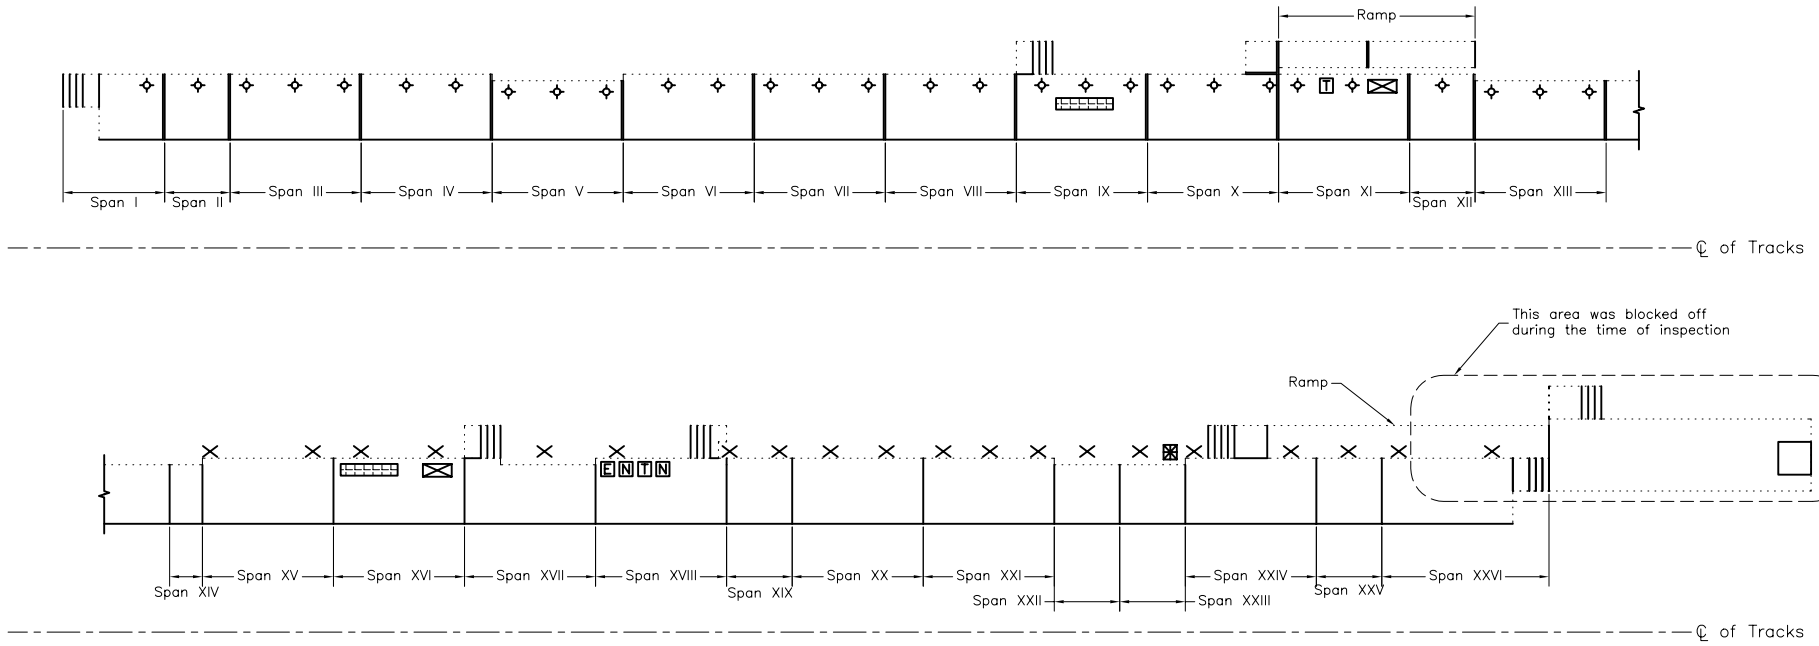 Ramp
T
Span I
Span II
Span III
Span IV
Span V
Span VI
Span VII
Span VIII
Span IX
Span X
Span XI
Span XII
Span XIII
℄ of Tracks
This area was blocked off
during the time of inspection
Ramp
E N T N
Span XIV
Span XV
Span XVI
Span XVII
Span XVIII
Span XIX
Span XX
Span XXI
Span XXII
Span XXIII
Span XXIV
Span XXV
Span XXVI
℄ of Tracks